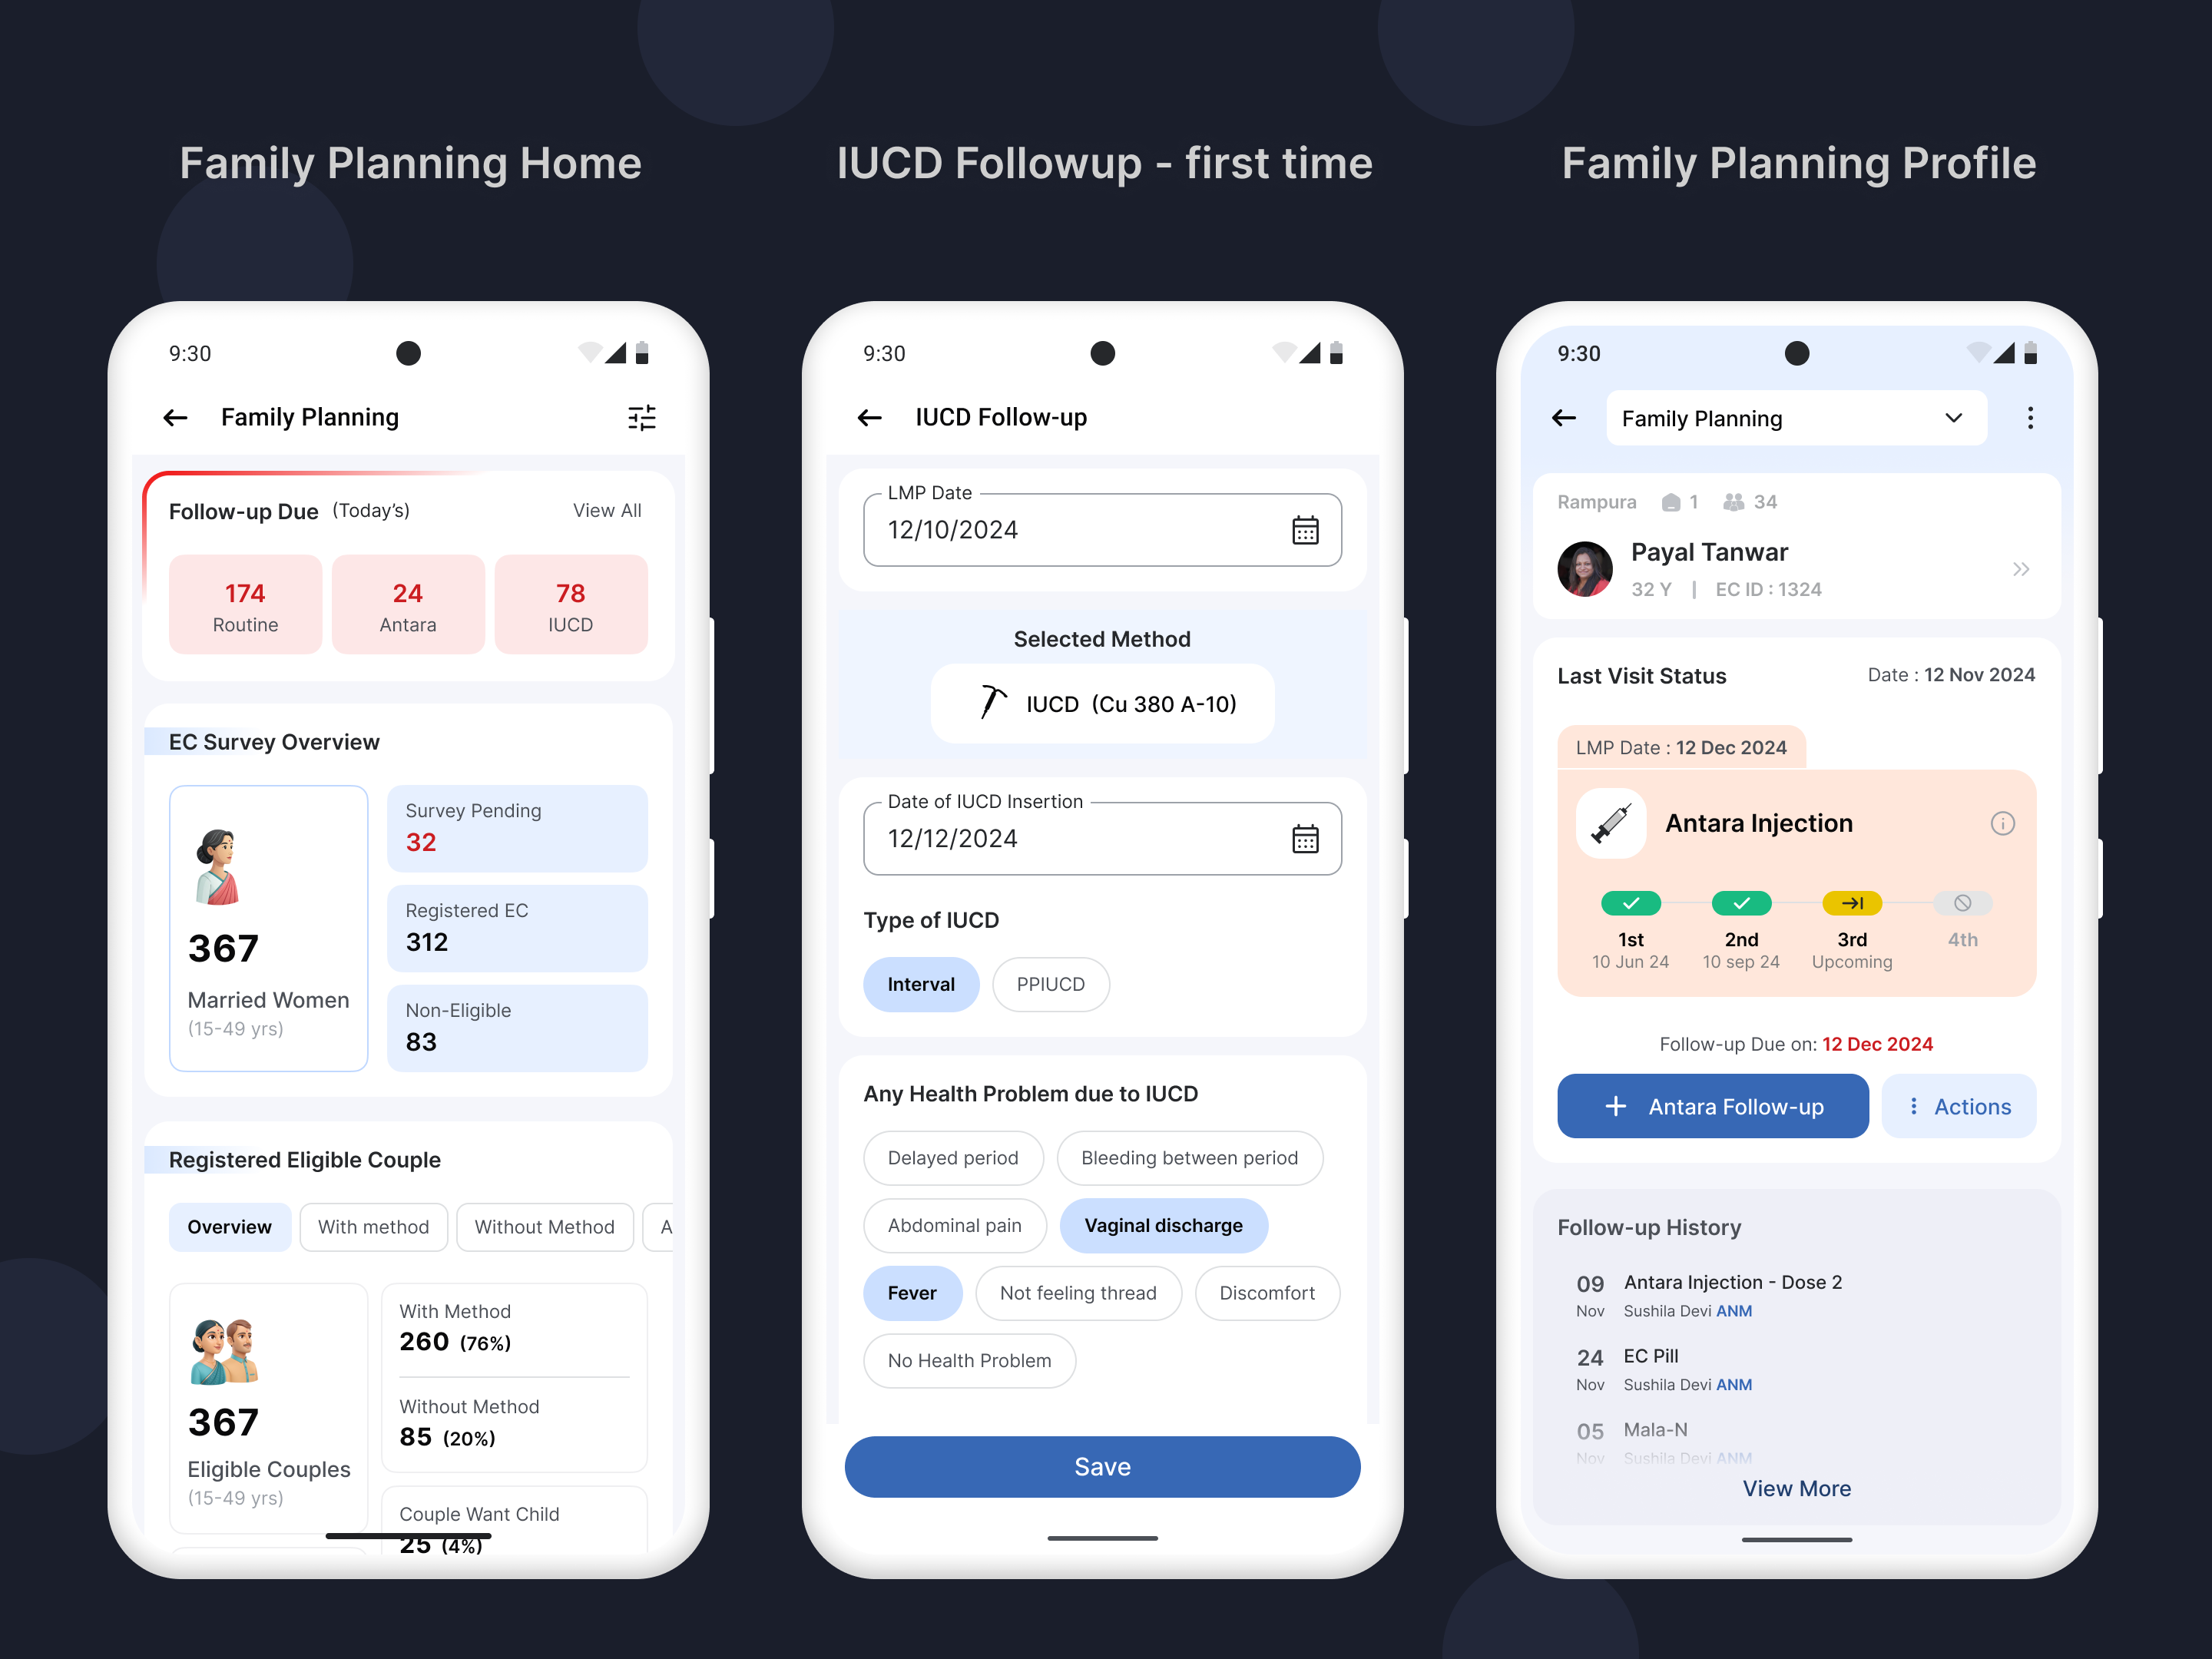 Family Planning Home
IUCD Followup - first time
Family Planning Profile
9:30
Family Planning
Follow-up Due (Today's) View All
174 24 78
Routine Antara IUCD
EC Survey Overview
367
Married Women
(15-49 yrs)
Survey Pending
32
Registered EC
312
Non-Eligible
83
Registered Eligible Couple
Overview With method Without Method A
367
Eligible Couples
(15-49 yrs)
With Method
260 (76%)
Without Method
85 (20%)
Couple Want Child
25 (4%)
9:30
IUCD Follow-up
LMP Date
12/10/2024
Selected Method
IUCD (Cu 380 A-10)
Date of IUCD Insertion
12/12/2024
Type of IUCD
Interval PPIUCD
Any Health Problem due to IUCD
Delayed period Bleeding between period
Abdominal pain Vaginal discharge
Fever Not feeling thread Discomfort
No Health Problem
Save
9:30
Family Planning
Rampura 1 34
Payal Tanwar
32 Y | EC ID : 1324
Last Visit Status Date : 12 Nov 2024
LMP Date : 12 Dec 2024
Antara Injection
1st 2nd 3rd 4th
10 Jun 24 10 sep 24 Upcoming
Follow-up Due on: 12 Dec 2024
+ Antara Follow-up Actions
Follow-up History
09 Antara Injection - Dose 2
Nov Sushila Devi ANM
24 EC Pill
Nov Sushila Devi ANM
05 Mala-N
Nov Sushila Devi ANM
View More